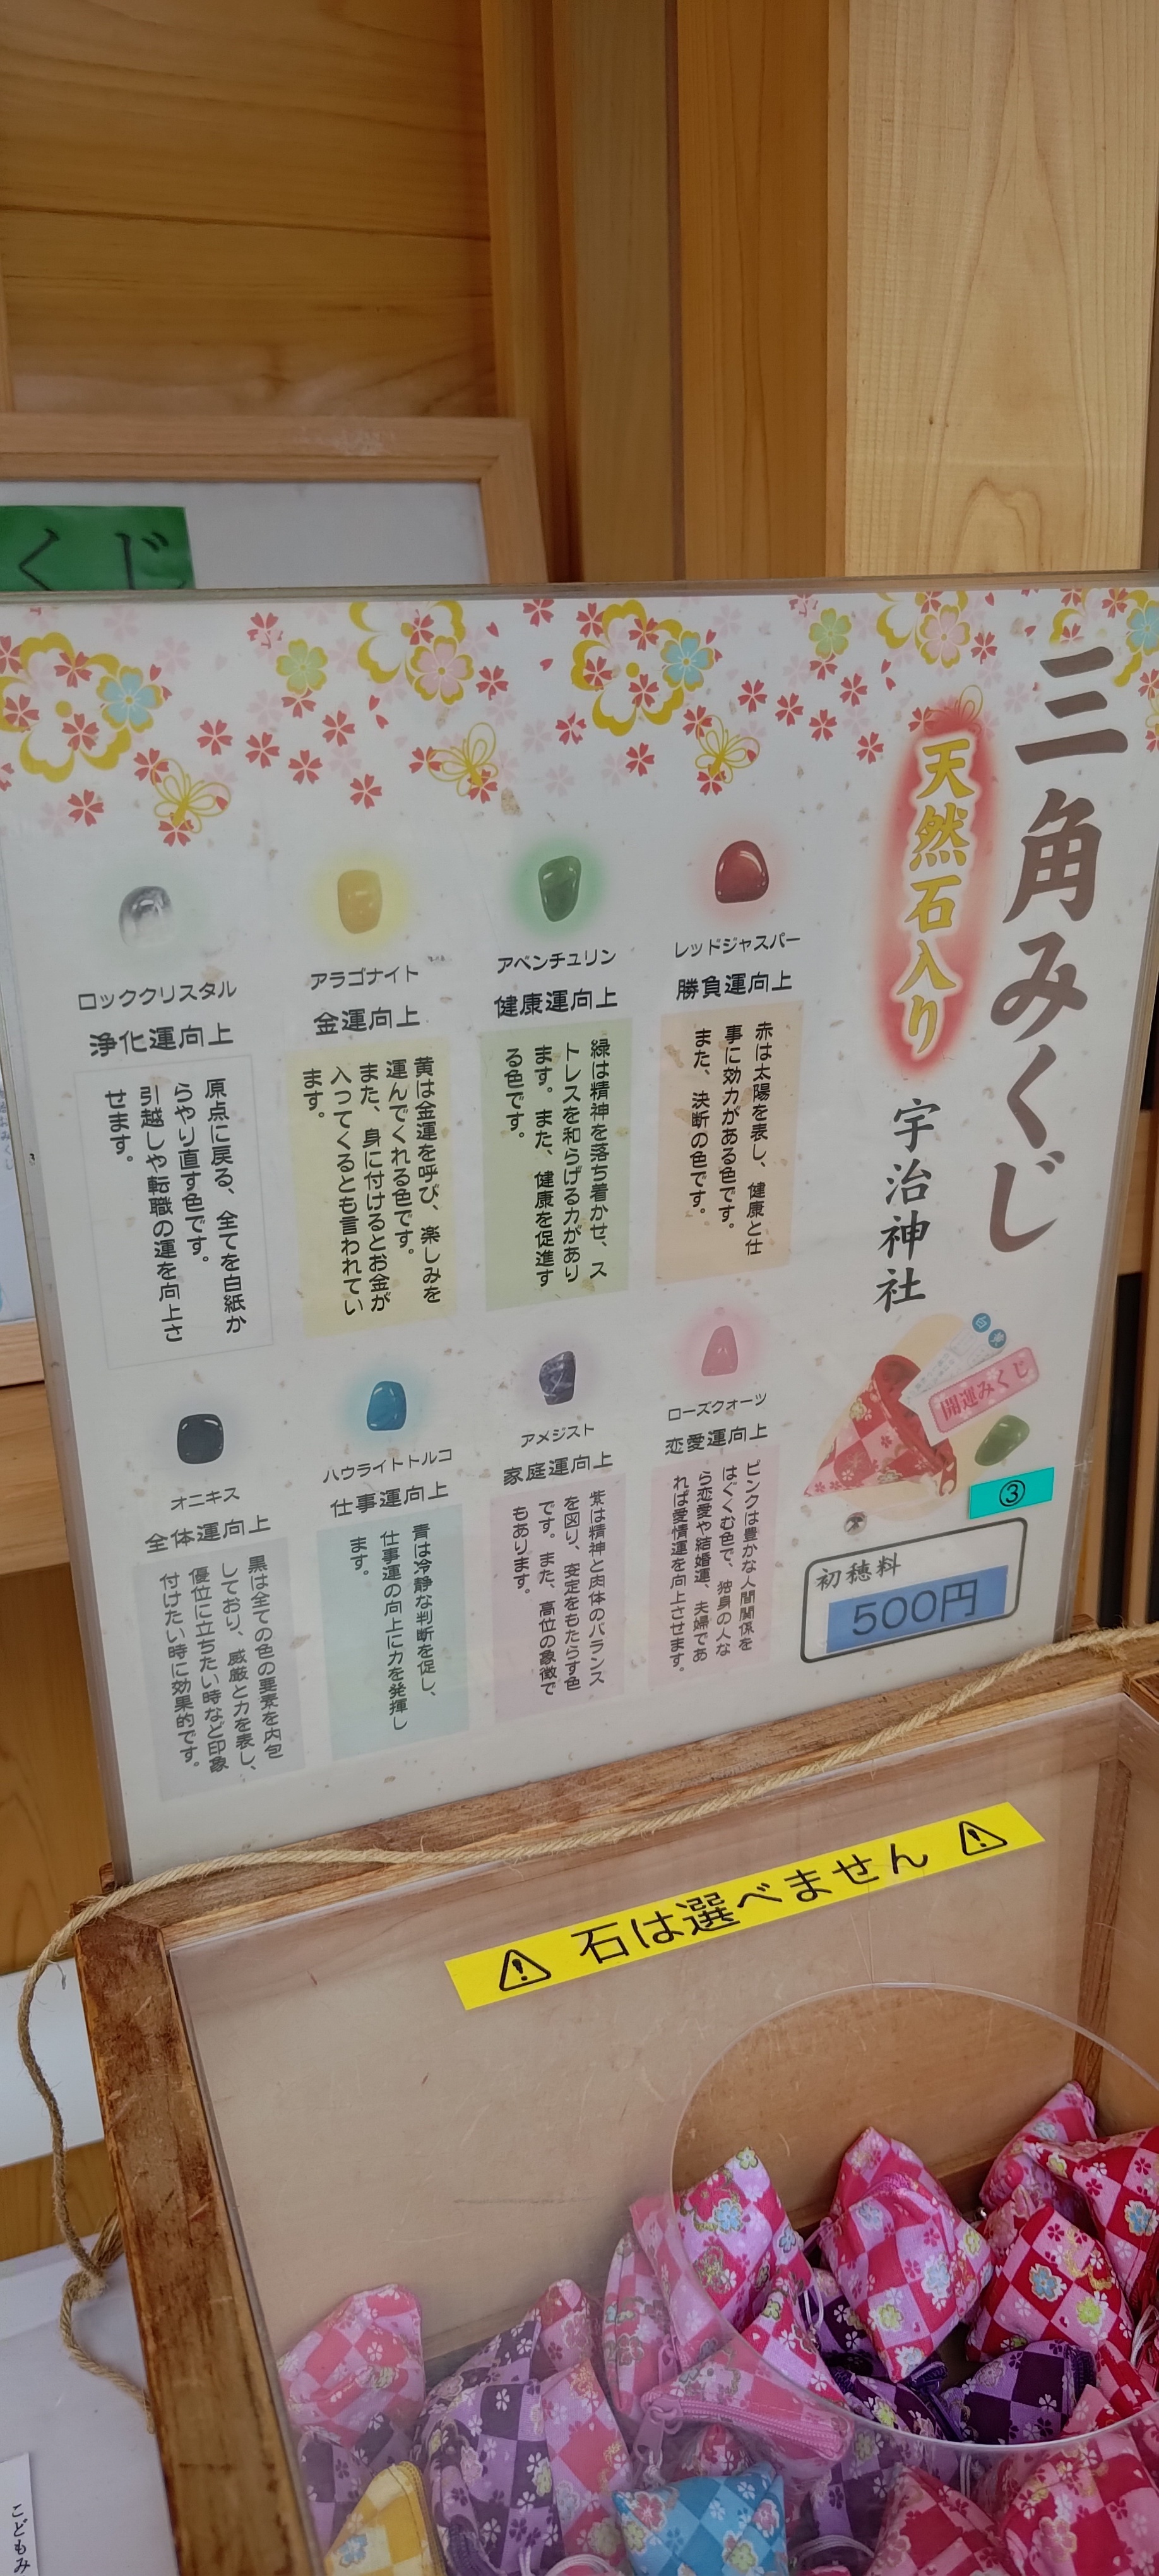 くじ
三角みくじ
天然石入り
宇治神社
開運みくじ
③
初穂料
500円
レッドジャスパー
勝負運向上
赤は太陽を表し、健康と仕
事に効力がある色です。
また、決断の色です。
アベンチュリン
健康運向上
緑は精神を落ち着かせ、ス
トレスを和らげる力があり
ます。また、健康を促進す
る色です。
アラゴナイト
金運向上
黄は金運を呼び、楽しみを
運んでくれる色です。
また、身に付けるとお金が
入ってくるとも言われてい
ます。
ロッククリスタル
浄化運向上
原点に戻る、全てを白紙か
らやり直す色です。
引越しや転職の運を向上さ
せます。
ローズクォーツ
恋愛運向上
ピンクは豊かな人間関係を
はぐくむ色で、独身の人な
ら恋愛や結婚運、夫婦であ
れば愛情運を向上させます。
アメジスト
家庭運向上
紫は精神と肉体のバランス
を図り、安定をもたらす色
です。また、高位の象徴で
もあります。
ハウライトトルコ
仕事運向上
青は冷静な判断を促し、
仕事運の向上に力を発揮し
ます。
オニキス
全体運向上
黒は全ての色の要素を内包
しており、威厳と力を表し、
優位に立ちたい時など印象
付けたい時に効果的です。
⚠ 石は選べません ⚠
こどもみ